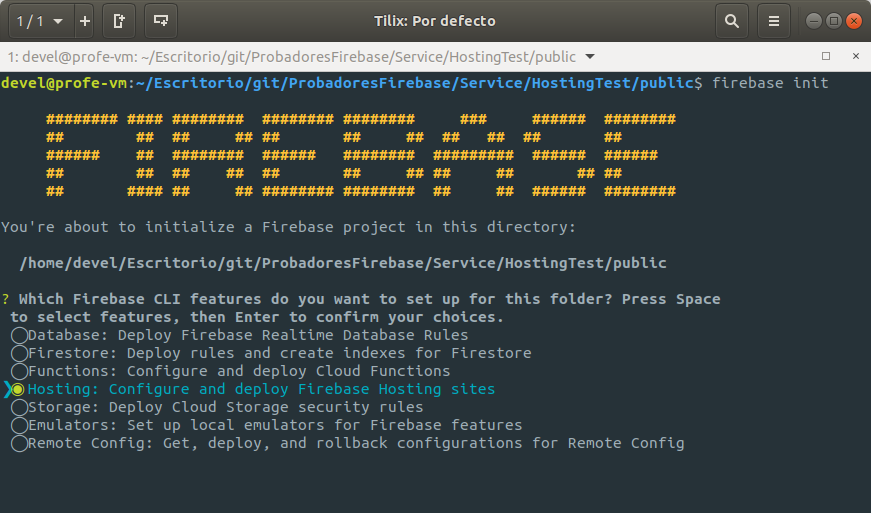 1 / 1
Tilix: Por defecto
1: devel@profe-vm: ~/Escritorio/git/ProbadoresFirebase/Service/HostingTest/public
devel@profe-vm:~/Escritorio/git/ProbadoresFirebase/Service/HostingTest/public$ firebase init
     ######## #### ########  ######## ########     ###     ######  ########
     ##        ##  ##     ## ##       ##     ##  ##   ##  ##       ##
     ######    ##  ########  ######   ########  #########  ######  ######
     ##        ##  ##    ##  ##       ##     ## ##     ##       ## ##
     ##       #### ##     ## ######## ########  ##     ##  ######  ########
You're about to initialize a Firebase project in this directory:
  /home/devel/Escritorio/git/ProbadoresFirebase/Service/HostingTest/public
? Which Firebase CLI features do you want to set up for this folder? Press Space
 to select features, then Enter to confirm your choices.
 ◯Database: Deploy Firebase Realtime Database Rules
 ◯Firestore: Deploy rules and create indexes for Firestore
 ◯Functions: Configure and deploy Cloud Functions
❯◉Hosting: Configure and deploy Firebase Hosting sites
 ◯Storage: Deploy Cloud Storage security rules
 ◯Emulators: Set up local emulators for Firebase features
 ◯Remote Config: Get, deploy, and rollback configurations for Remote Config